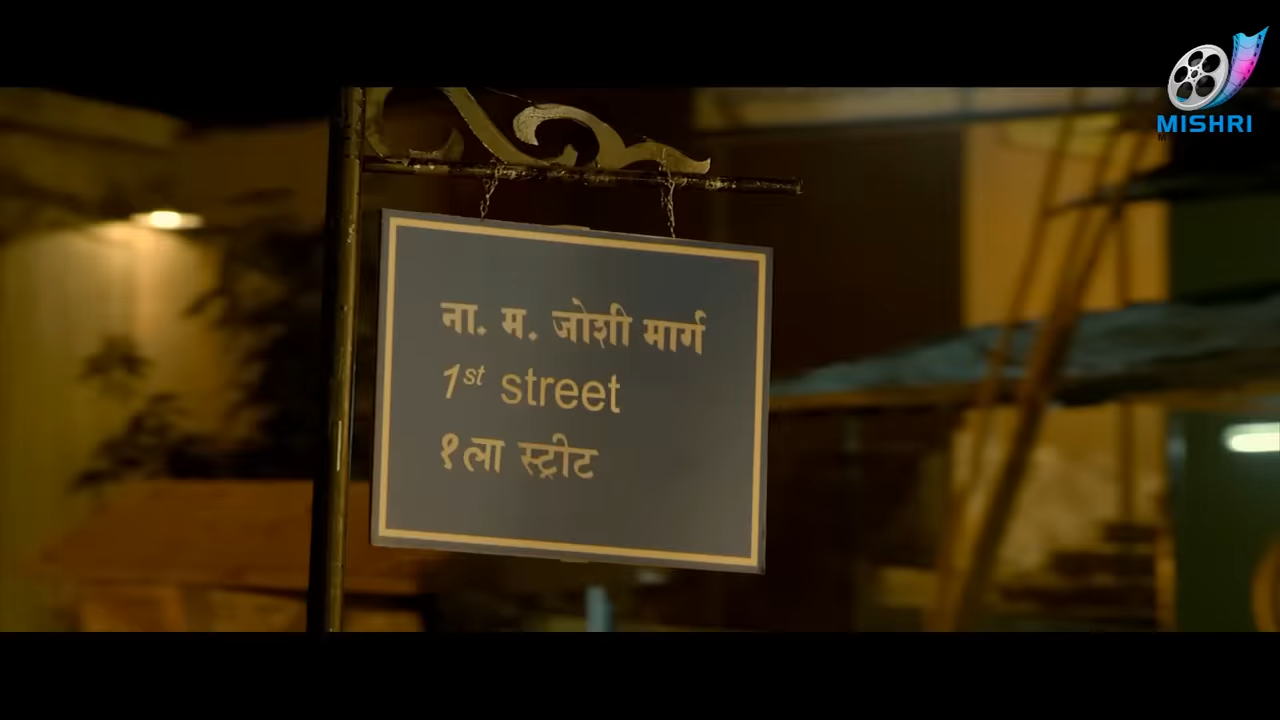 MISHRI
ना. म. जोशी मार्ग
1st street
१ला स्ट्रीट